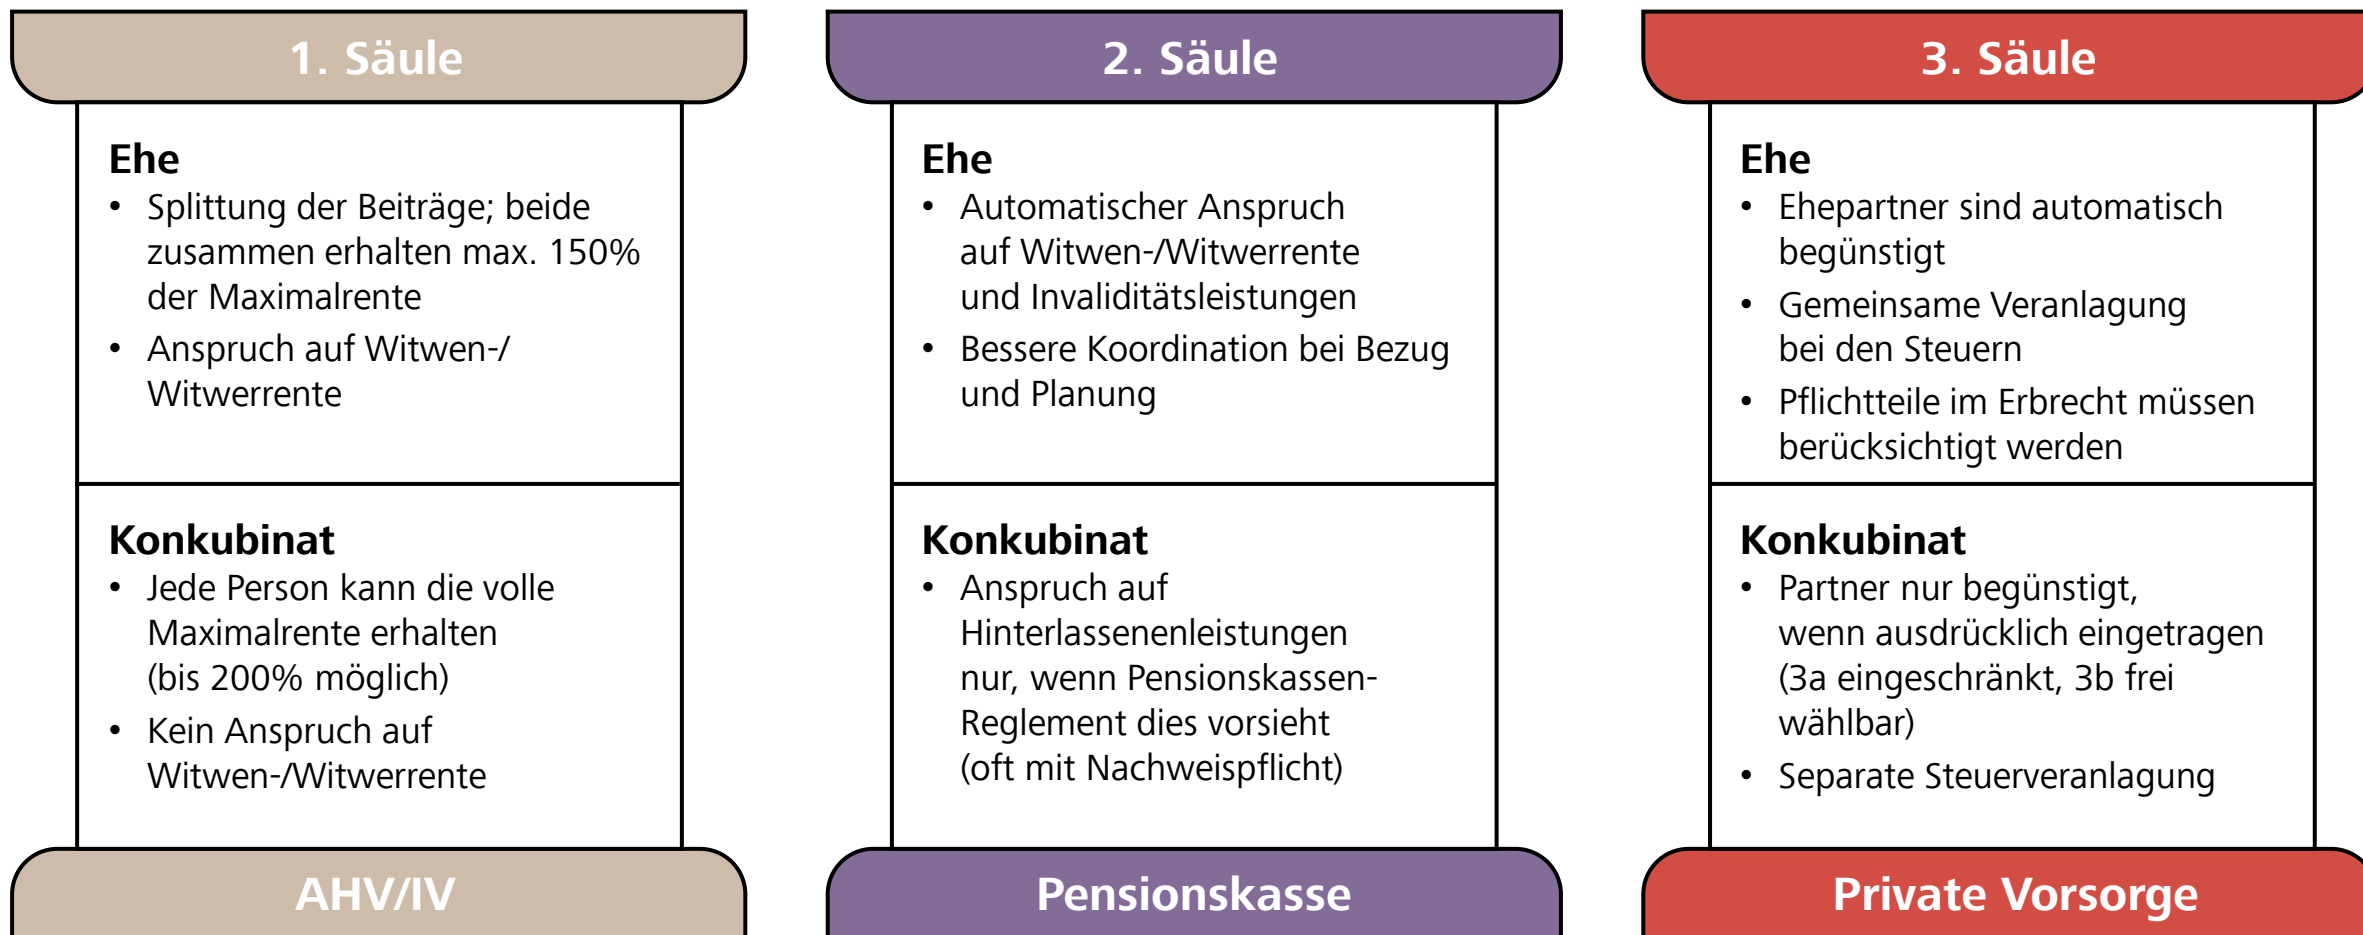 1. Säule
Ehe
• Splittung der Beiträge; beide
zusammen erhalten max. 150%
der Maximalrente
• Anspruch auf Witwen-/
Witwerrente
Konkubinat
• Jede Person kann die volle
Maximalrente erhalten
(bis 200% möglich)
• Kein Anspruch auf
Witwen-/Witwerrente
AHV/IV
2. Säule
Ehe
• Automatischer Anspruch
auf Witwen-/Witwerrente
und Invaliditätsleistungen
• Bessere Koordination bei Bezug
und Planung
Konkubinat
• Anspruch auf
Hinterlassenenleistungen
nur, wenn Pensionskassen-
Reglement dies vorsieht
(oft mit Nachweispflicht)
Pensionskasse
3. Säule
Ehe
• Ehepartner sind automatisch
begünstigt
• Gemeinsame Veranlagung
bei den Steuern
• Pflichtteile im Erbrecht müssen
berücksichtigt werden
Konkubinat
• Partner nur begünstigt,
wenn ausdrücklich eingetragen
(3a eingeschränkt, 3b frei
wählbar)
• Separate Steuerveranlagung
Private Vorsorge